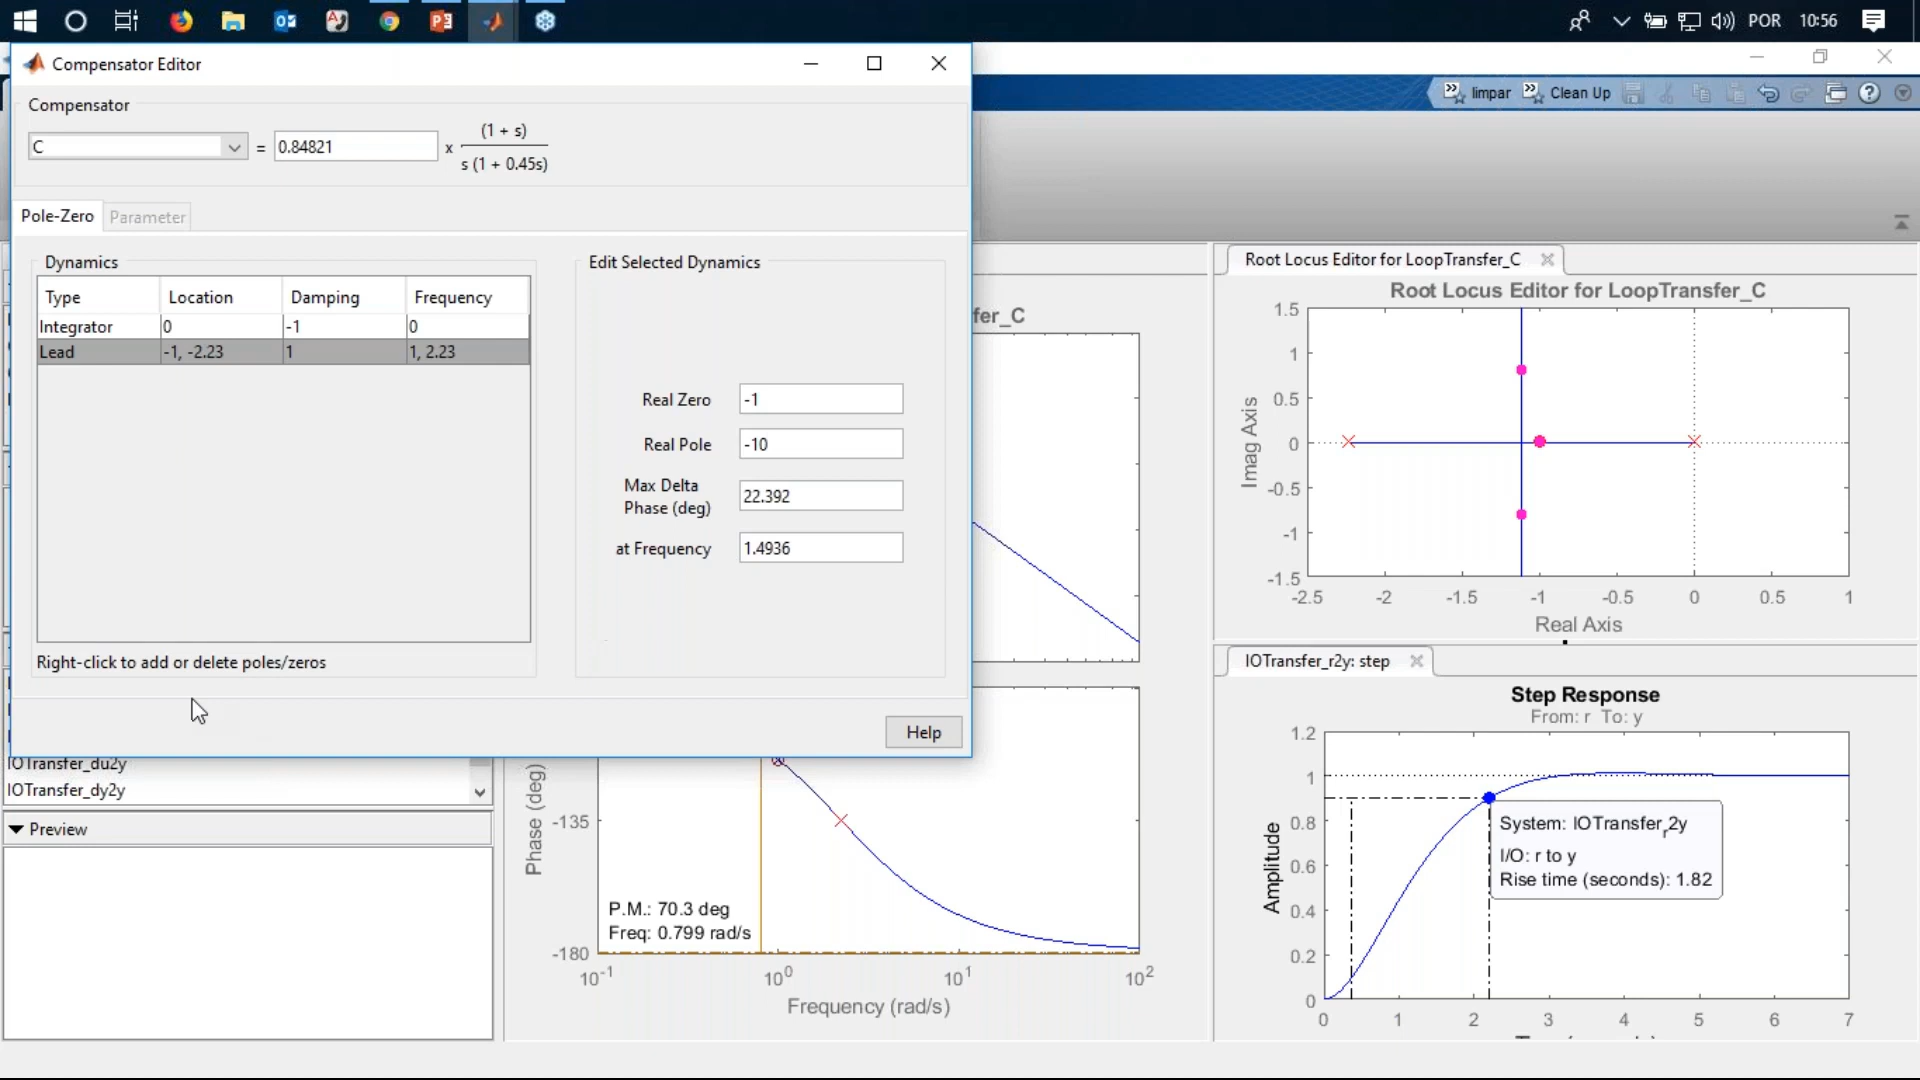 POR 10:56
Compensator Editor
limpar Clean Up
Compensator
C = 0.84821 x (1 + s)
s (1 + 0.45s)
Pole-Zero Parameter
Dynamics
Type Location Damping Frequency
Integrator 0 -1 0
Lead -1, -2.23 1 1, 2.23
Right-click to add or delete poles/zeros
Edit Selected Dynamics
Real Zero -1
Real Pole -10
Max Delta
Phase (deg) 22.392
at Frequency 1.4936
Help
IOTransfer_du2y
IOTransfer_dy2y
Preview
fer_C
Phase (deg)
-135
-180
P.M.: 70.3 deg
Freq: 0.799 rad/s
10-1 100 101 102
Frequency (rad/s)
Root Locus Editor for LoopTransfer_C
Root Locus Editor for LoopTransfer_C
Imag Axis
1.5
1
0.5
0
-0.5
-1
-1.5
-2.5 -2 -1.5 -1 -0.5 0 0.5 1
Real Axis
IOTransfer_r2y: step
Step Response
From: r To: y
Amplitude
1.2
1
0.8
0.6
0.4
0.2
0
System: IOTransfer_r2y
I/O: r to y
Rise time (seconds): 1.82
0 1 2 3 4 5 6 7